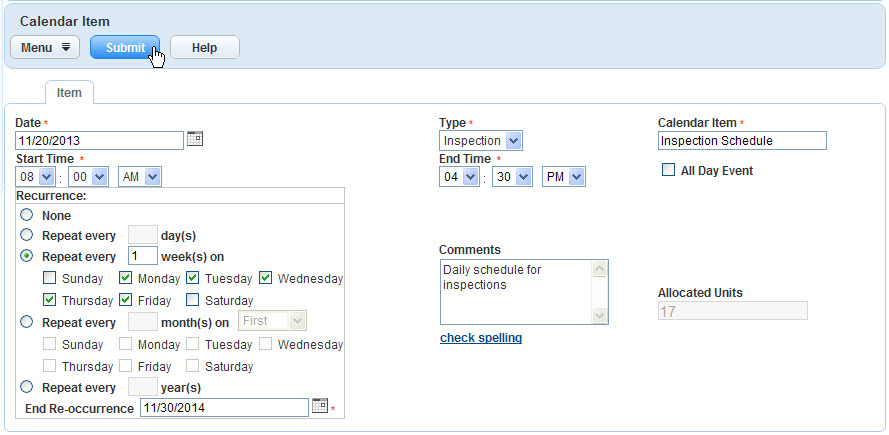 Calendar Item
Menu Submit Help
Item
Date * Type * Calendar Item *
11/20/2013 Inspection Inspection Schedule
Start Time * End Time * All Day Event
08 : 00 AM 04 : 30 PM
Recurrence:
None
Repeat every day(s)
Repeat every 1 week(s) on
Sunday Monday Tuesday Wednesday
Thursday Friday Saturday
Repeat every month(s) on First
Sunday Monday Tuesday Wednesday
Thursday Friday Saturday
Repeat every year(s)
End Re-occurrence 11/30/2014 *
Comments
Daily schedule for
inspections
check spelling
Allocated Units
17